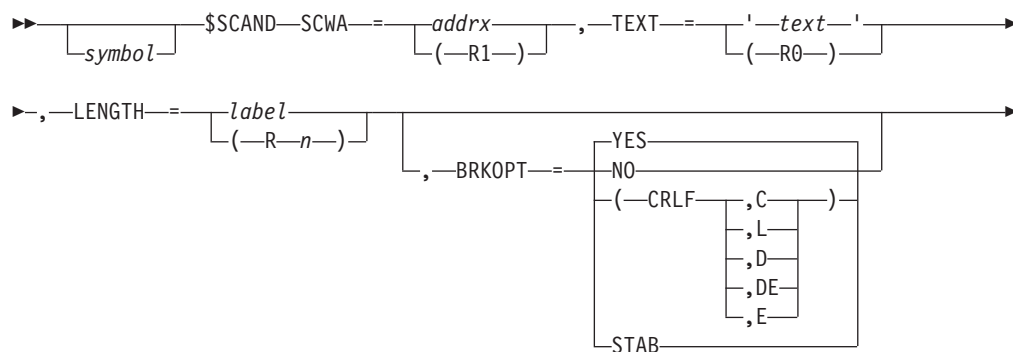 $SCAND SCWA = addrx , TEXT = ' text '
symbol ( R1 ) ( R0 )
, LENGTH = label
( R n ) YES
, BRKOPT = NO
( CRLF ,C )
,L
,D
,DE
,E
STAB